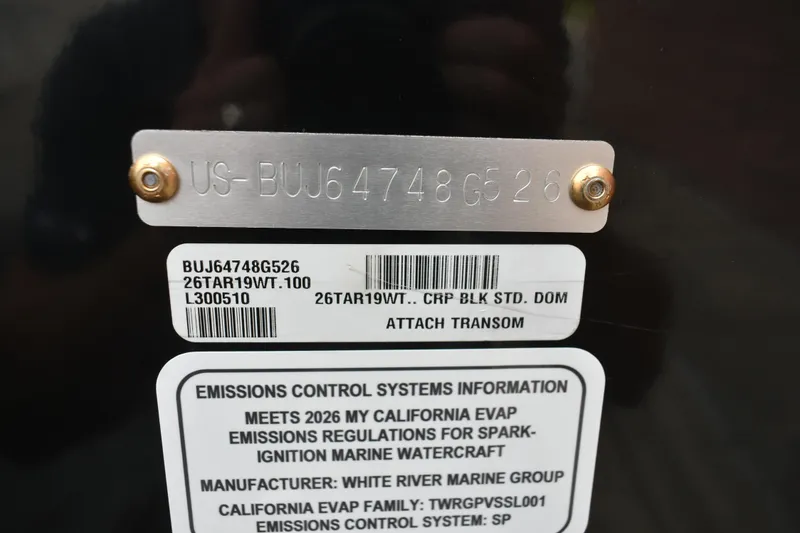 US-BUJ64748G526
BUJ64748G526
26TAR19WT.100
L300510
26TAR19WT.. CRP BLK STD. DOM
ATTACH TRANSOM
EMISSIONS CONTROL SYSTEMS INFORMATION
MEETS 2026 MY CALIFORNIA EVAP
EMISSIONS REGULATIONS FOR SPARK-
IGNITION MARINE WATERCRAFT
MANUFACTURER: WHITE RIVER MARINE GROUP
CALIFORNIA EVAP FAMILY: TWRGPVSSL001
EMISSIONS CONTROL SYSTEM: SP